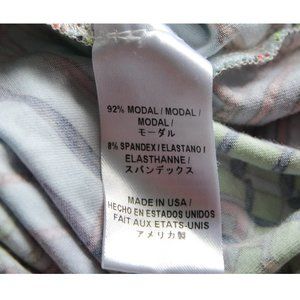 92% MODAL / MODAL /
MODAL /
モーダル
8% SPANDEX / ELASTANO /
ELASTHANNE /
スパンデックス
MADE IN USA /
HECHO EN ESTADOS UNIDOS
FAIT AUX ETATS-UNIS
アメリカ製